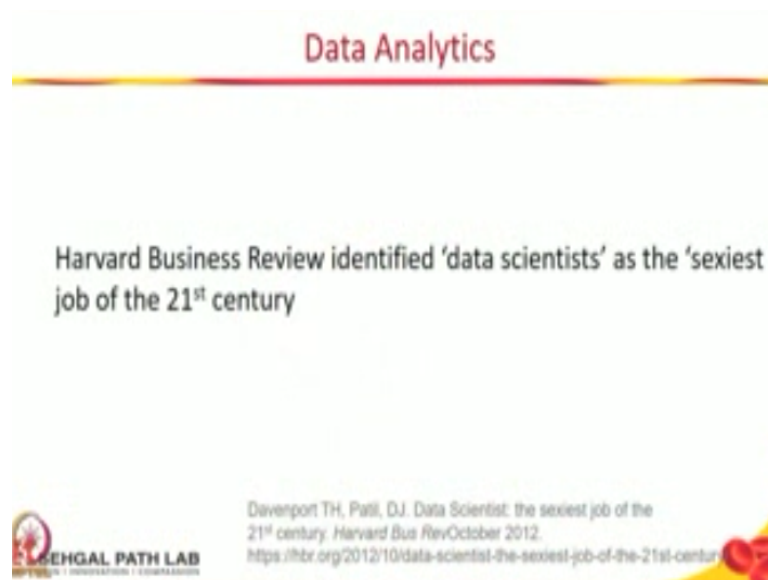 Data Analytics
Harvard Business Review identified ‘data scientists’ as the ‘sexiest
job of the 21st century
Davenport TH, Patil, DJ. Data Scientist: the sexiest job of the
21st century. Harvard Bus RevOctober 2012.
https://hbr.org/2012/10/data-scientist-the-sexiest-job-of-the-21st-century
SEHGAL PATH LAB